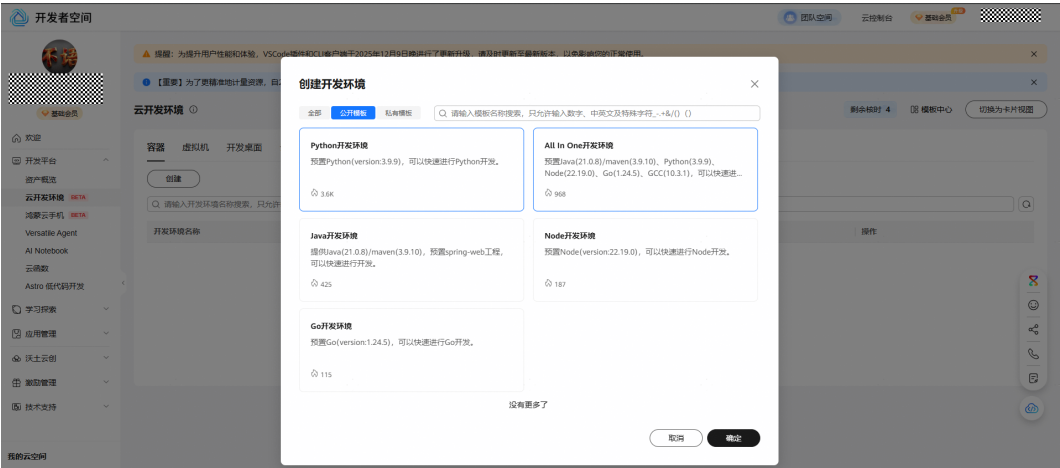 开发者空间
团队空间
云控制台
基础会员
提醒：为提升用户性能和体验，VSCode插件和CLI客户端于2025年12月9日晚进行了更新升级，请及时更新至最新版本，以免影响您的正常使用。
【重要】为了更精准地计量资源，自
基础会员
云开发环境
剩余核时 4
模板中心
切换为卡片视图
欢迎
开发平台
资产概览
云开发环境 BETA
鸿蒙云手机 BETA
Versatile Agent
AI Notebook
云函数
Astro 低代码开发
学习探索
应用管理
沃土云创
激励管理
技术支持
我的云空间
容器
虚拟机
开发桌面
创建
请输入开发环境名称搜索，只允许
开发环境名称
操作
创建开发环境
全部
公开模板
私有模板
请输入模板名称搜索，只允许输入数字、中英文及特殊字符_-.+&/()（）
Python开发环境
预置Python(version:3.9.9)，可以快速进行Python开发。
3.6K
All In One开发环境
预置Java(21.0.8)/maven(3.9.10)、Python(3.9.9)、
Node(22.19.0)、Go(1.24.5)、GCC(10.3.1)，可以快速进...
968
Java开发环境
提供Java(21.0.8)/maven(3.9.10)，预置spring-web工程，
可以快速进行开发。
425
Node开发环境
预置Node(version:22.19.0)，可以快速进行Node开发。
187
Go开发环境
预置Go(version:1.24.5)，可以快速进行Go开发。
115
没有更多了
取消
确定